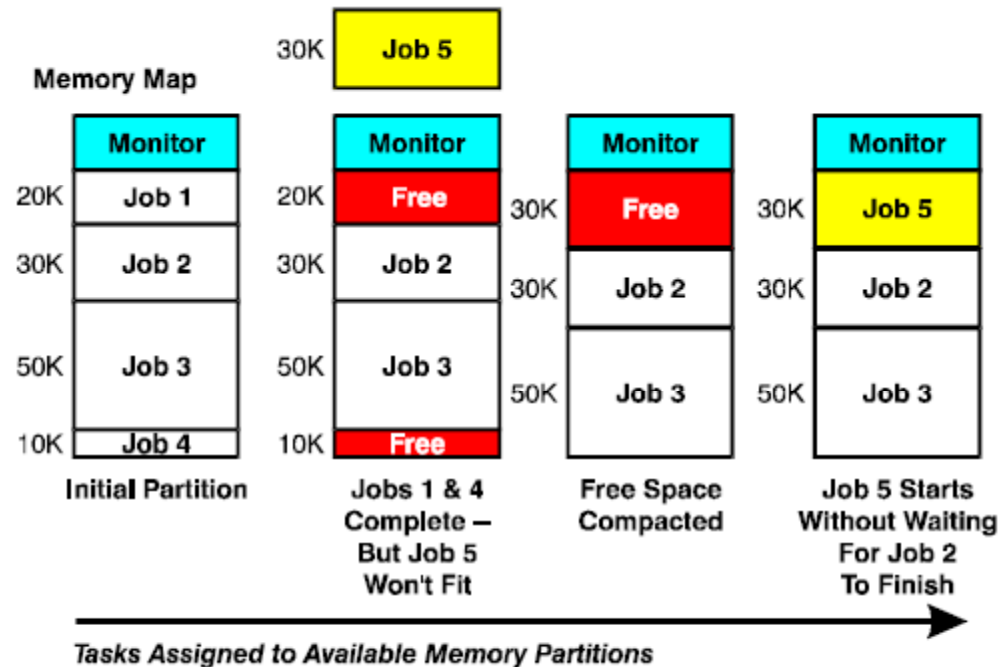 30K
Job 5
Memory Map
Monitor
20K
Job 1
30K
Job 2
50K
Job 3
10K
Job 4
Initial Partition
Monitor
20K
Free
30K
Job 2
50K
Job 3
10K
Free
Jobs 1 & 4
Complete –
But Job 5
Won't Fit
Monitor
30K
Free
30K
Job 2
50K
Job 3
Free Space
Compacted
Monitor
30K
Job 5
30K
Job 2
50K
Job 3
Job 5 Starts
Without Waiting
For Job 2
To Finish
Tasks Assigned to Available Memory Partitions